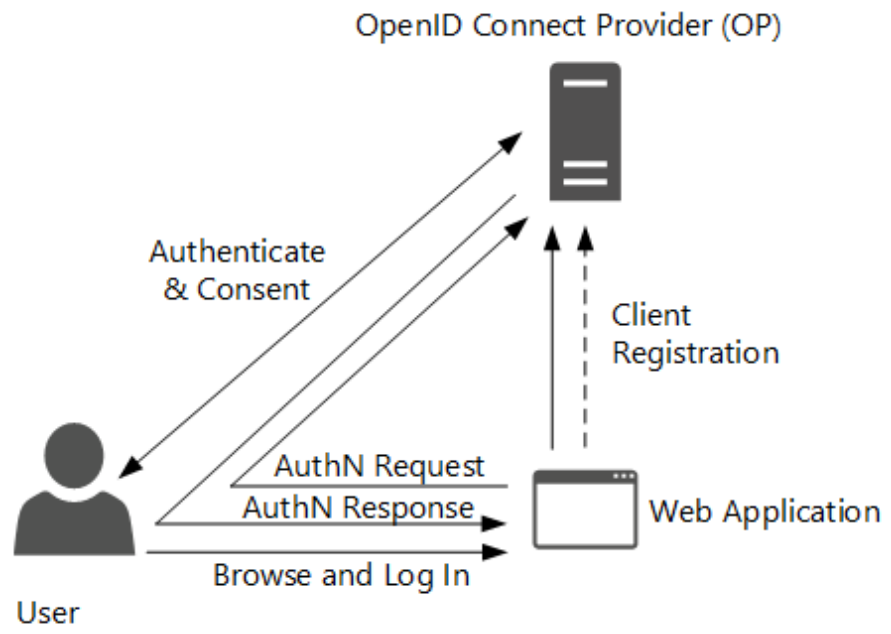 OpenID Connect Provider (OP)
Authenticate
& Consent
Client
Registration
AuthN Request
AuthN Response
Web Application
Browse and Log In
User